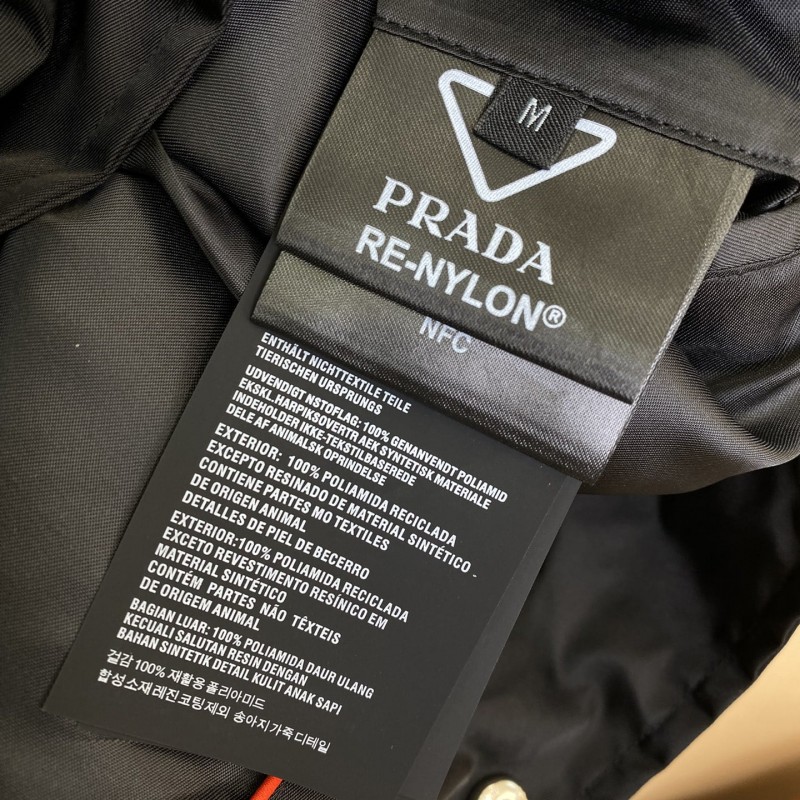 M
PRADA
RE-NYLON®
NFC
ENTHÄLT NICHTTEXTILE TEILE
TIERISCHEN URSPRUNGS
UDVENDIGT NSTOFLAG: 100% GENANVENDT POLIAMID
EKSKL.HARPIKSOVERTR AEK SYNTETISK MATERIALE
INDEHOLDER IKKE-TEKSTILBASEREDE
DELE AF ANIMALSK OPRINDELSE
EXTERIOR: 100% POLIAMIDA RECICLADA
EXCEPTO RESINADO DE MATERIAL SINTÉTICO
CONTIENE PARTES MO TEXTILES
DE ORIGEN ANIMAL
DETALLES DE PIEL DE BECERRO
EXTERIOR:100% POLIAMIDA RECICLADA
EXCETO REVESTIMENTO RESÍNICO EM
MATERIAL SINTÉTICO
CONTÉM PARTES NÃO TÊXTEIS
DE ORIGEM ANIMAL
BAGIAN LUAR: 100% POLIAMIDA DAUR ULANG
KECUALI SALUTAN RESIN DENGAN
BAHAN SINTETIK DETAIL KULIT ANAK SAPI
겉감 100% 재활용폴리아미드
합성소재레진코팅제외 송아지가죽디테일